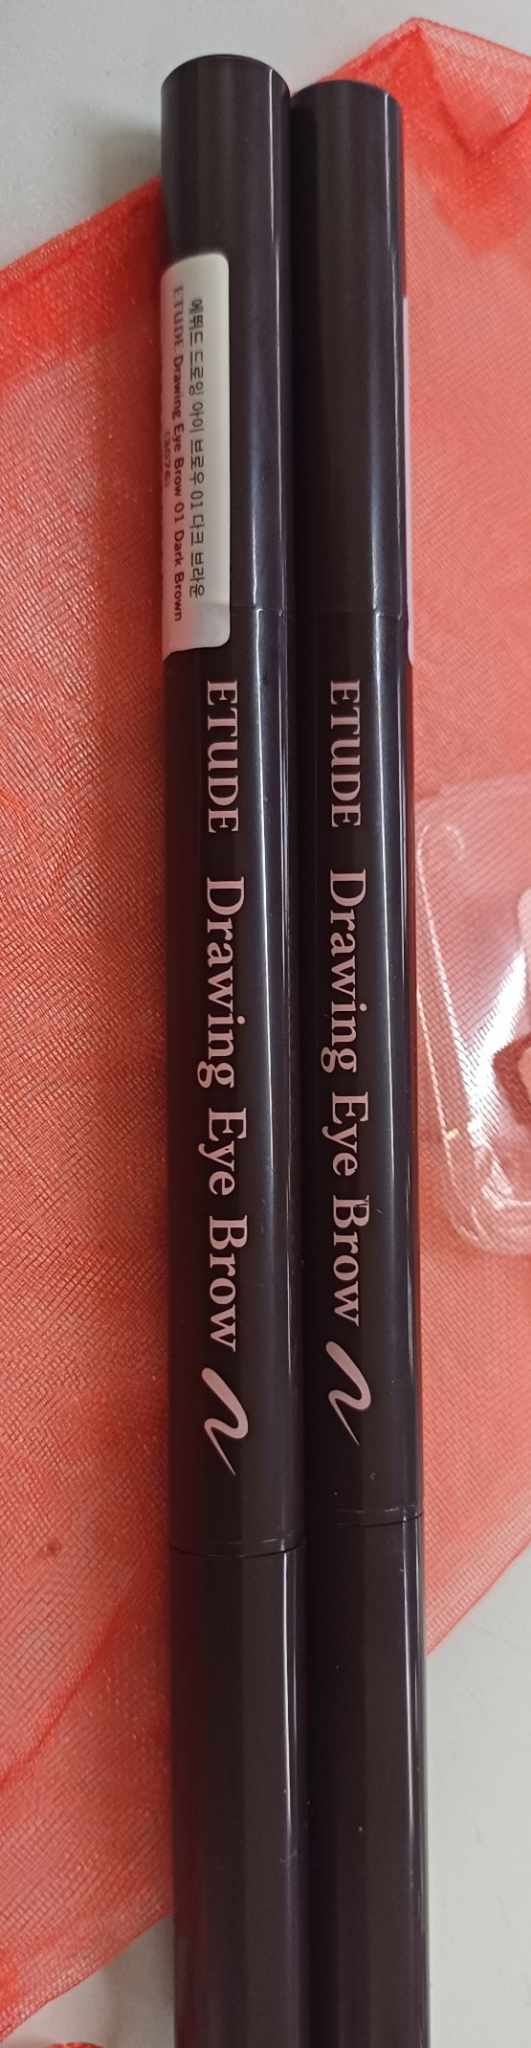 에뛰드 드로잉 아이 브로우 01 다크 브라운
ETUDE Drawing Eye Brow 01 Dark Brown
ETUDE Drawing Eye Brow
ETUDE Drawing Eye Brow